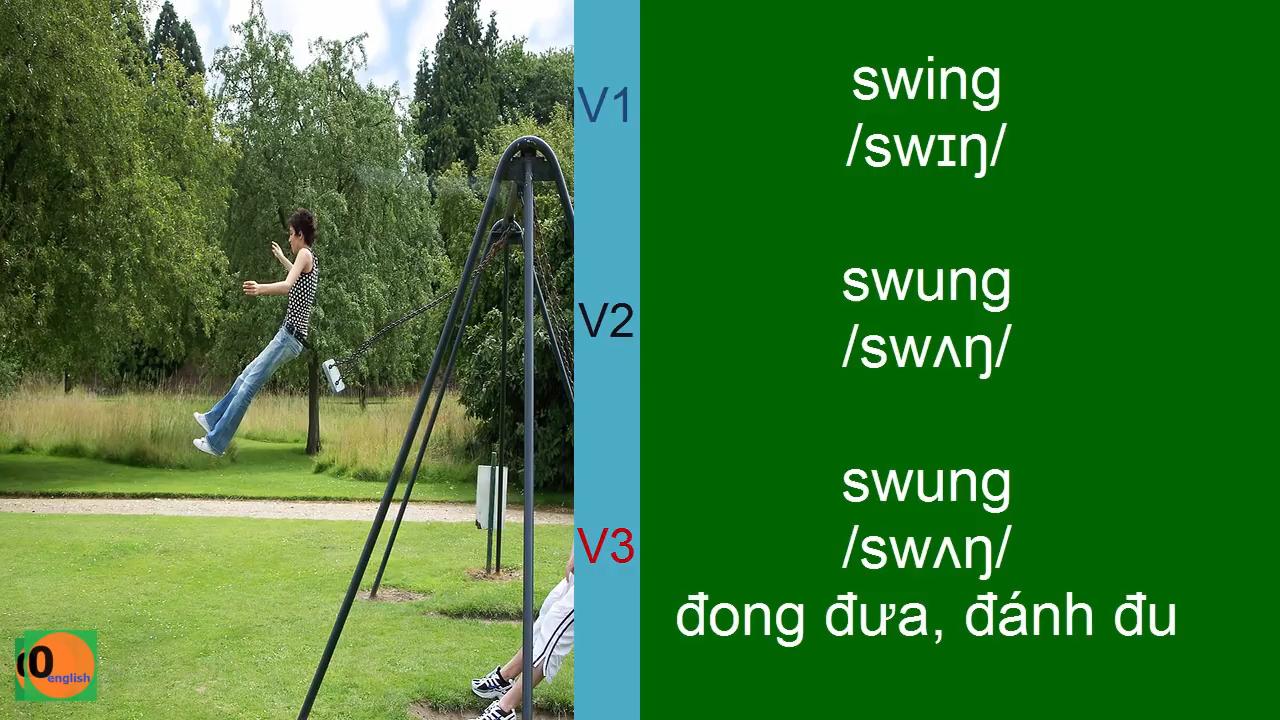 V1
swing
/swɪŋ/
V2
swung
/swʌŋ/
V3
swung
/swʌŋ/
đong đưa, đánh đu
english